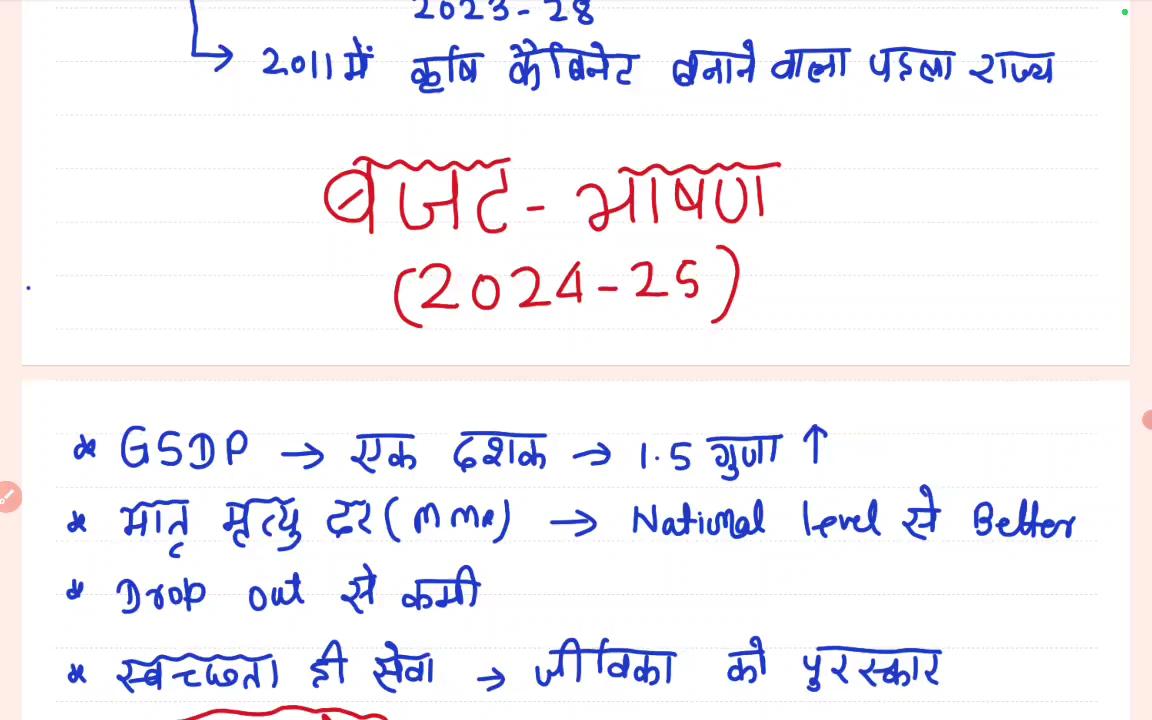 2023-28
→ 2011 में कृषि कैबिनेट बनाने वाला पहला राज्य
बजट - भाषण
(2024-25)
* GSDP → एक दशक → 1.5 गुणा ↑
* मातृ मृत्यु दर (MMR) → National level से Better
* Drop out से कमी
* स्वच्छता ही सेवा → जीविका को पुरस्कार